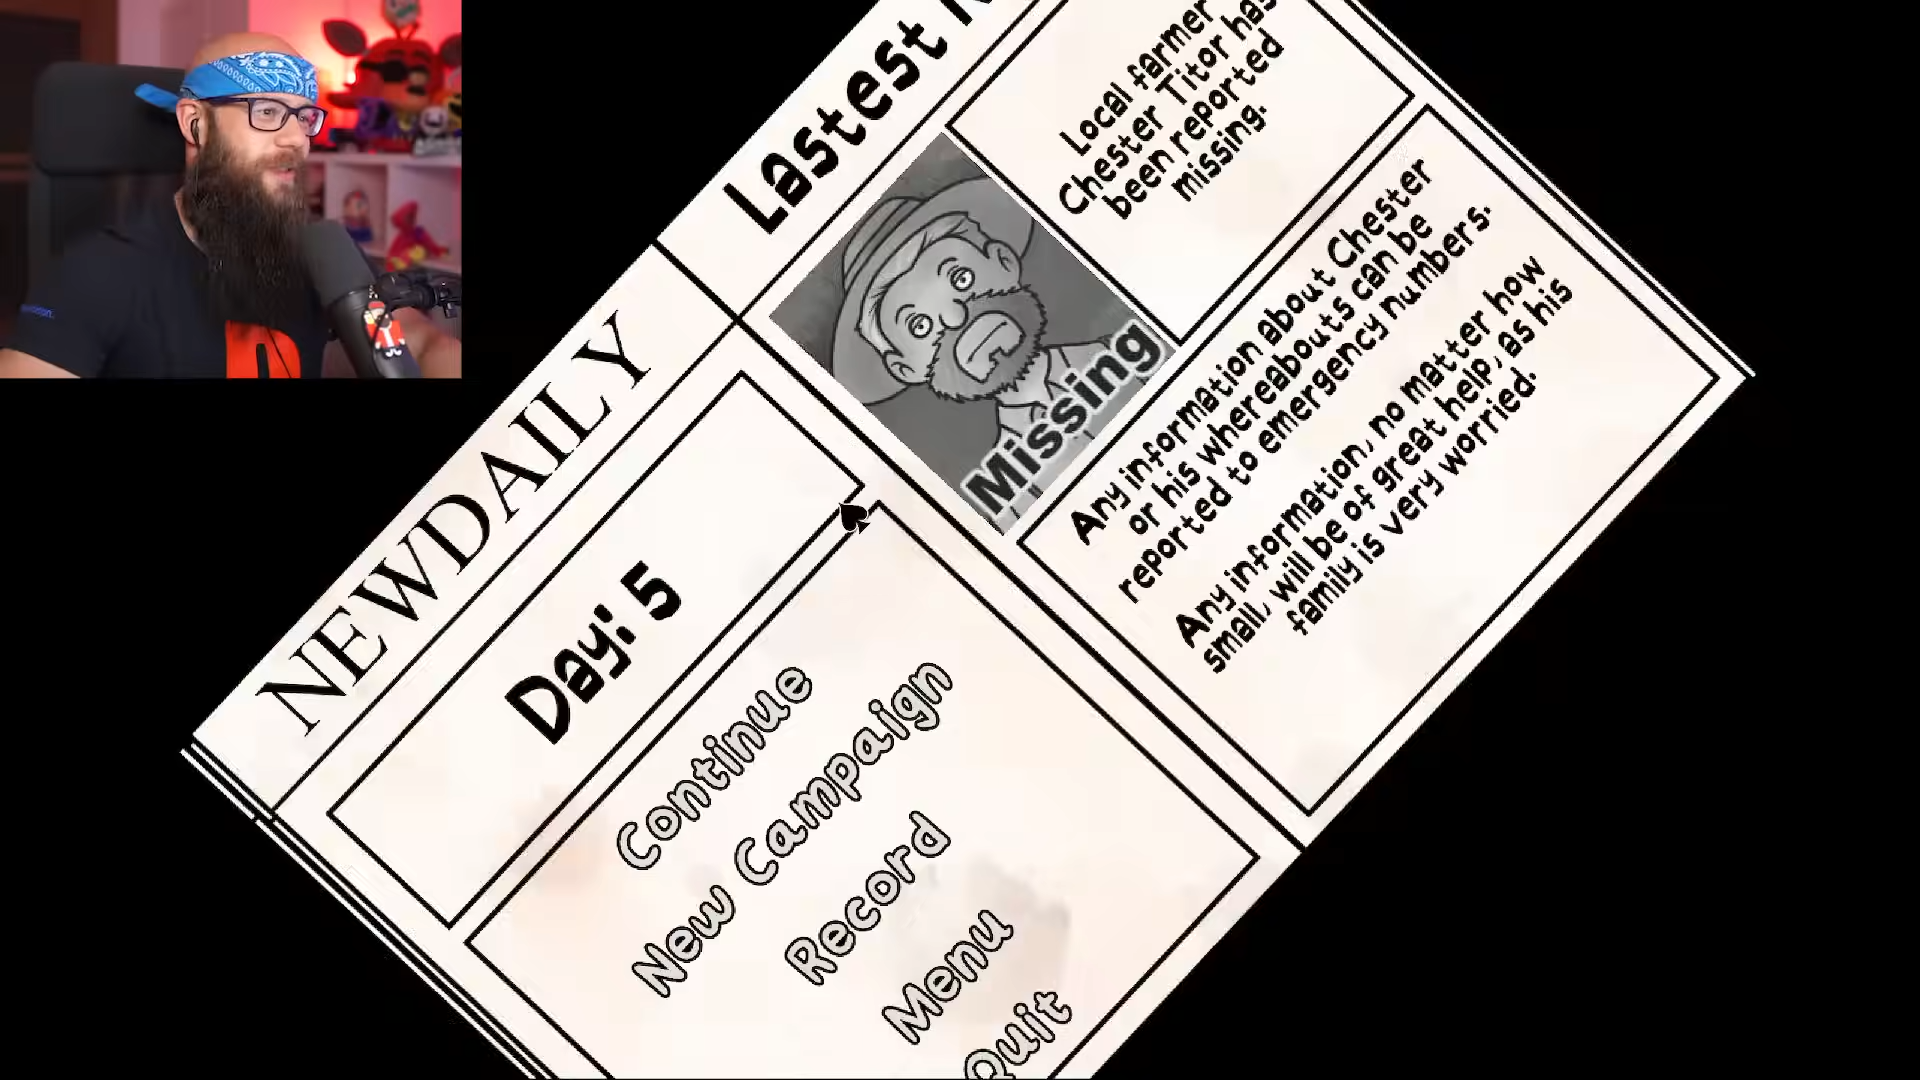 NEWDAILY
Day: 5
Continue
New Campaign
Record
Menu
Quit
Lastest
Missing
Local farmer
Chester Titor has
been reported
missing.
Any information about Chester
or his whereabouts can be
reported to emergency numbers.
Any information, no matter how
small, will be of great help, as his
family is very worried.